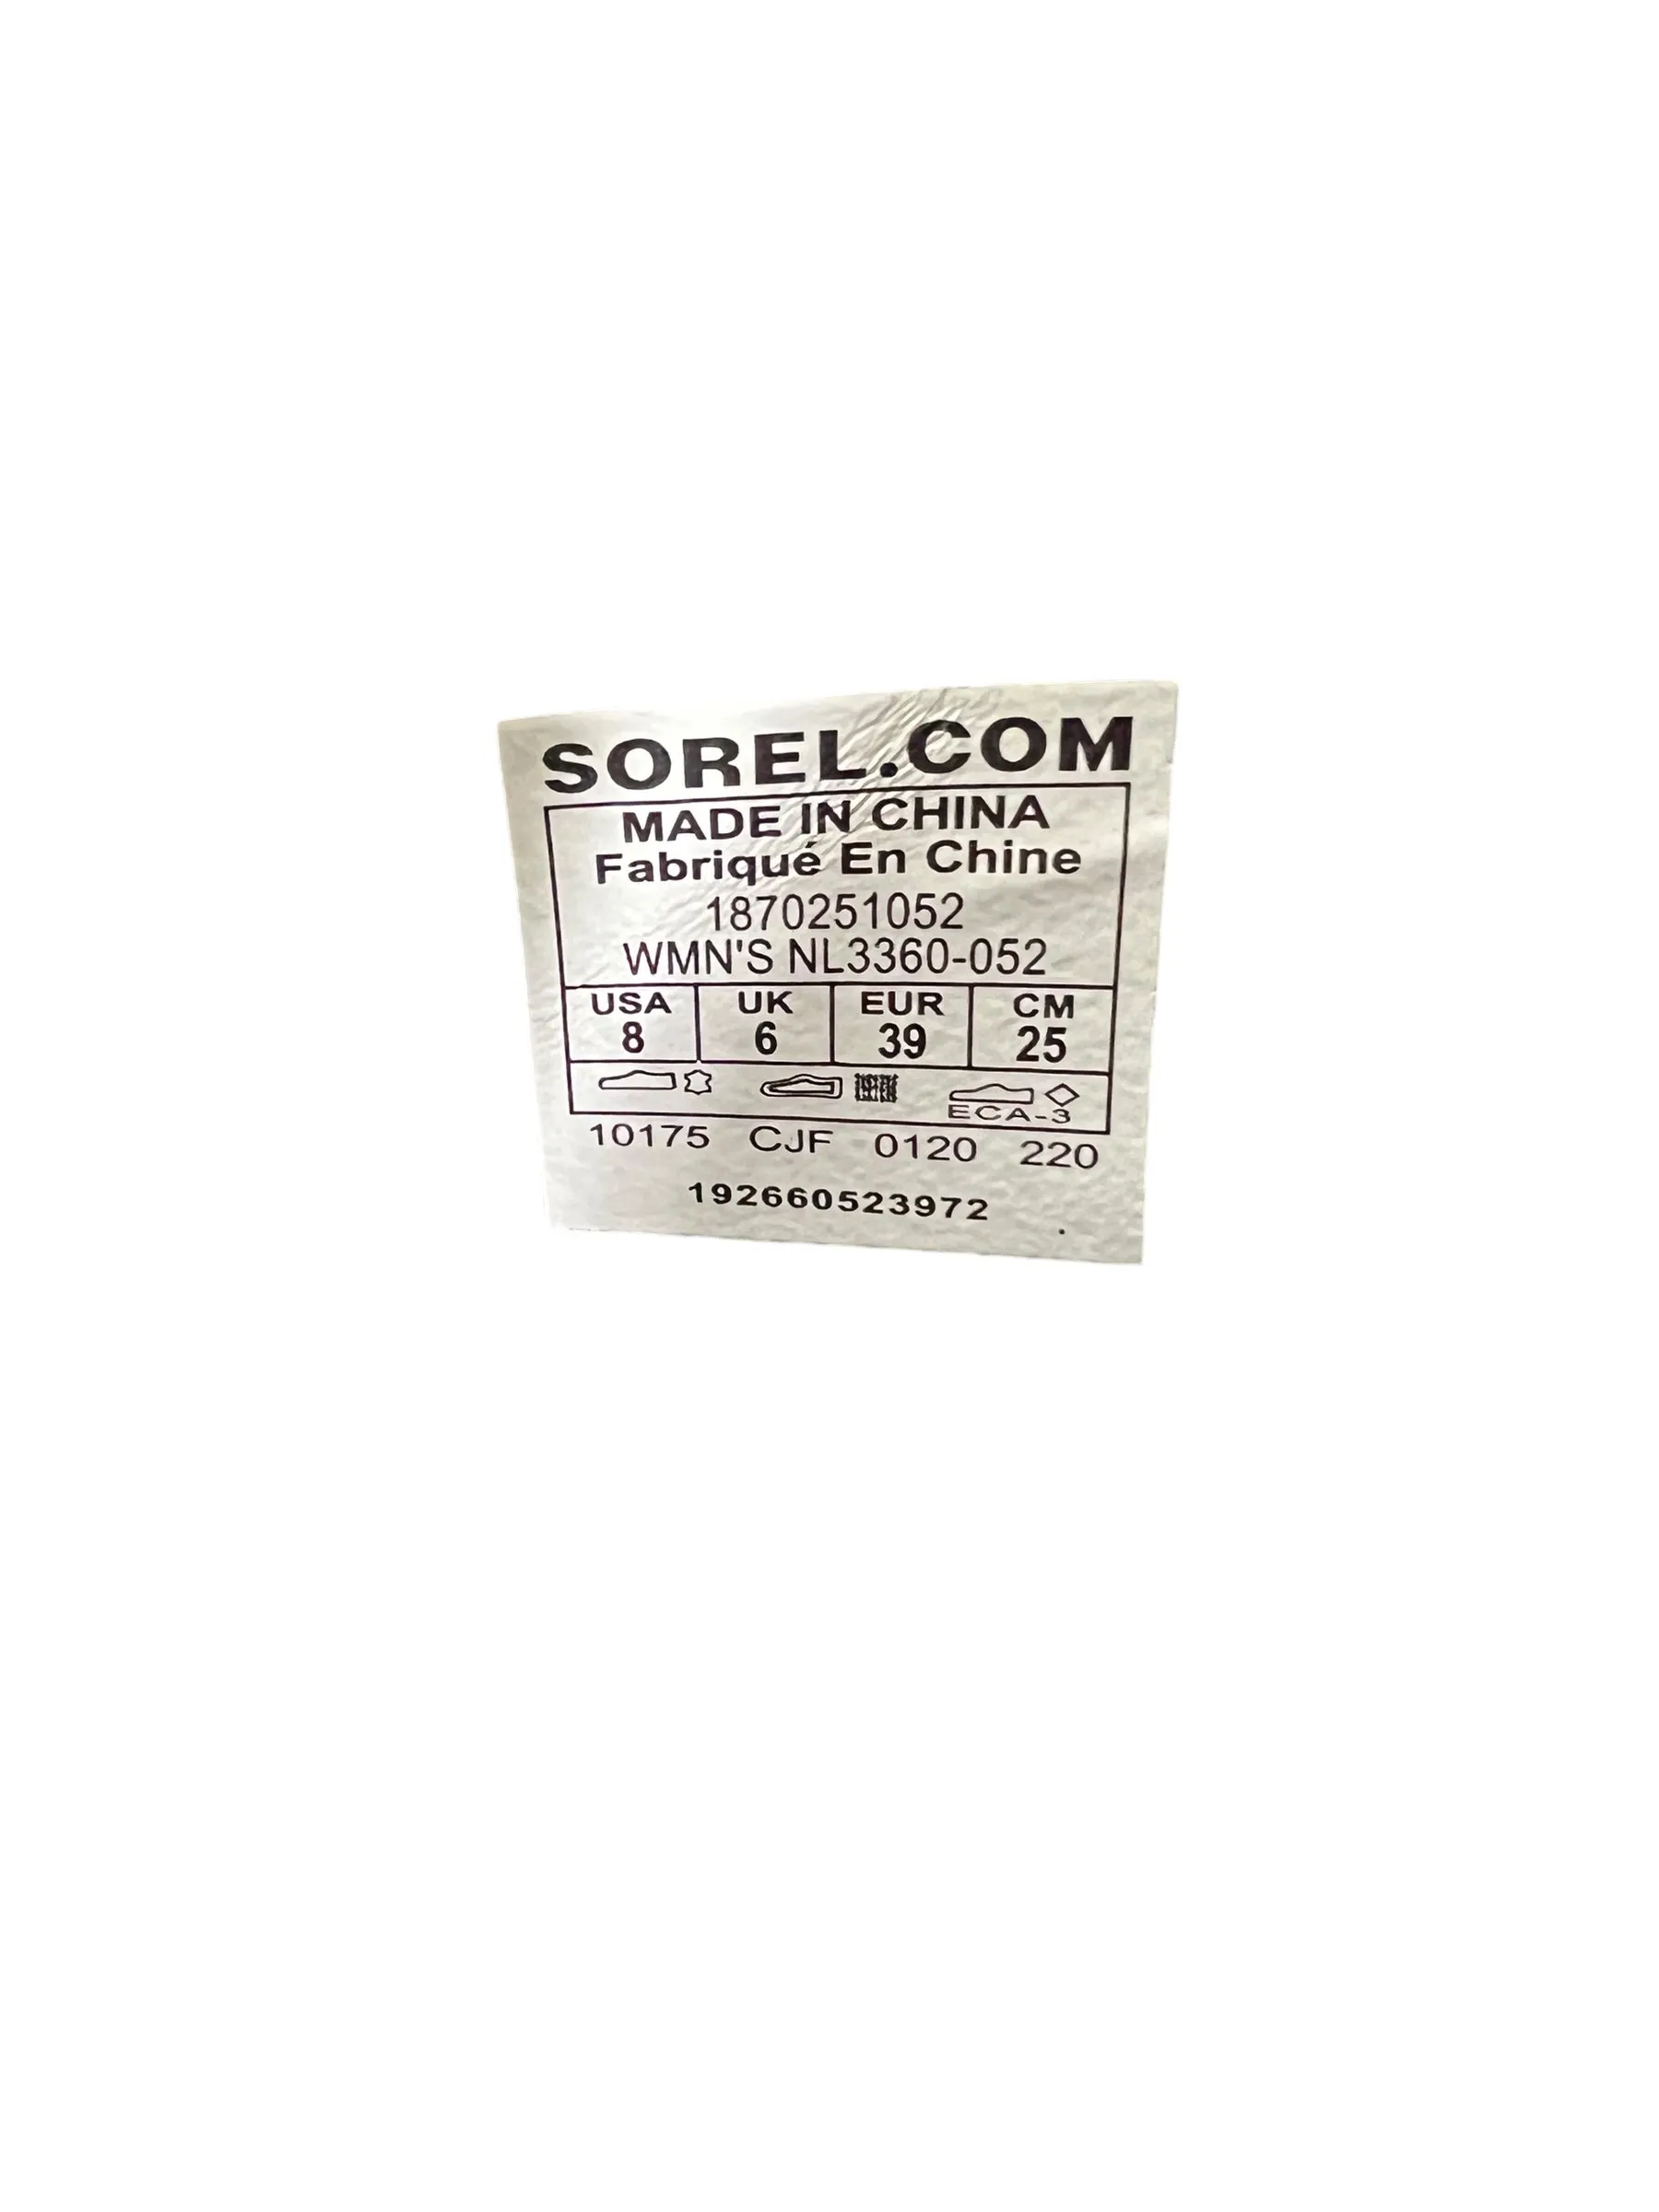 SOREL.COM
MADE IN CHINA
Fabriqué En Chine
1870251052
WMN'S NL3360-052
USA UK EUR CM
8 6 39 25
ECA-3
10175 CJF 0120 220
192660523972